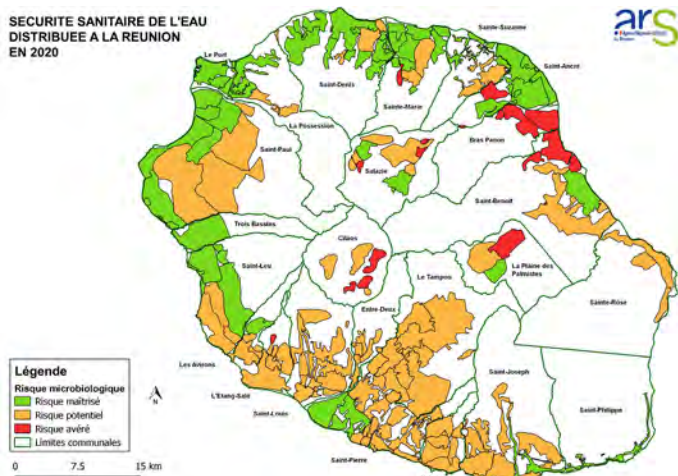 SECURITE SANITAIRE DE L'EAU
DISTRIBUEE A LA REUNION
EN 2020
ars
Sainte-Suzanne
Le Port
Saint-Denis
Saint-André
Sainte-Marie
La Possession
Bras Panon
Saint-Paul
Salazie
Saint-Benoit
Trois Bassins
Cilaos
Saint-Leu
Le Tampon
La Plaine des
Palmistes
Sainte-Rose
Entre-Deux
Les Avirons
Saint-Joseph
L'Etang-Salé
Saint-Louis
Saint-Philippe
Saint-Pierre
Légende
Risque microbiologique
Risque maîtrisé
Risque potentiel
Risque avéré
Limites communales
N
0 7.5 15 km